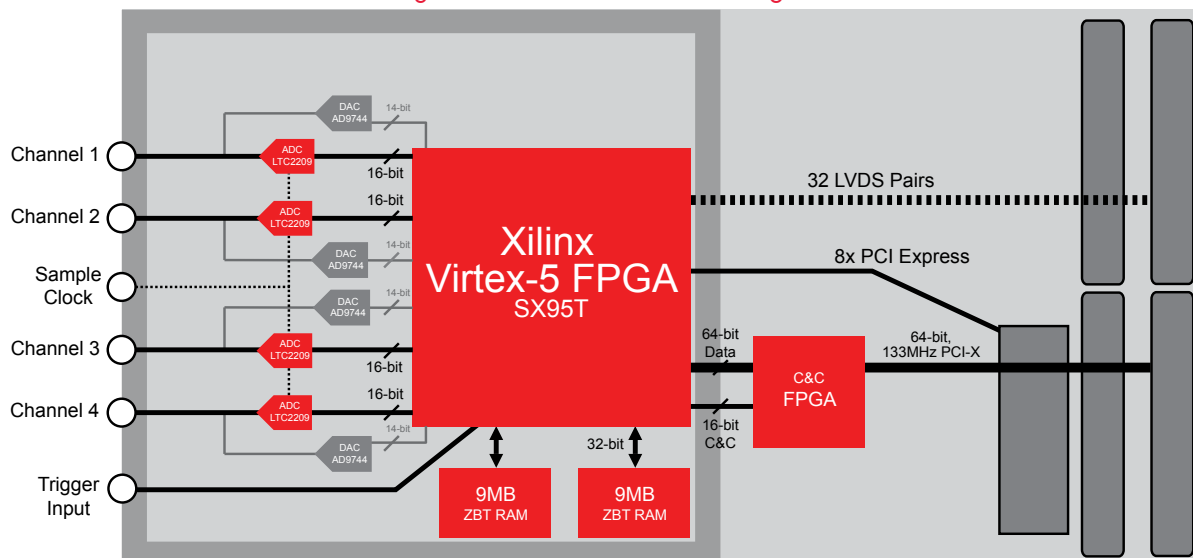 14-bit
DAC
AD9744
Channel 1
ADC
LTC2209
16-bit
16-bit
Channel 2
ADC
LTC2209
14-bit
DAC
AD9744
Sample
Clock
14-bit
DAC
AD9744
Channel 3
ADC
LTC2209
16-bit
16-bit
Channel 4
ADC
LTC2209
14-bit
DAC
AD9744
Trigger
Input
Xilinx
Virtex-5 FPGA
SX95T
32-bit
9MB
ZBT RAM
9MB
ZBT RAM
32 LVDS Pairs
8x PCI Express
64-bit
Data
64-bit,
133MHz PCI-X
C&C
FPGA
16-bit
C&C